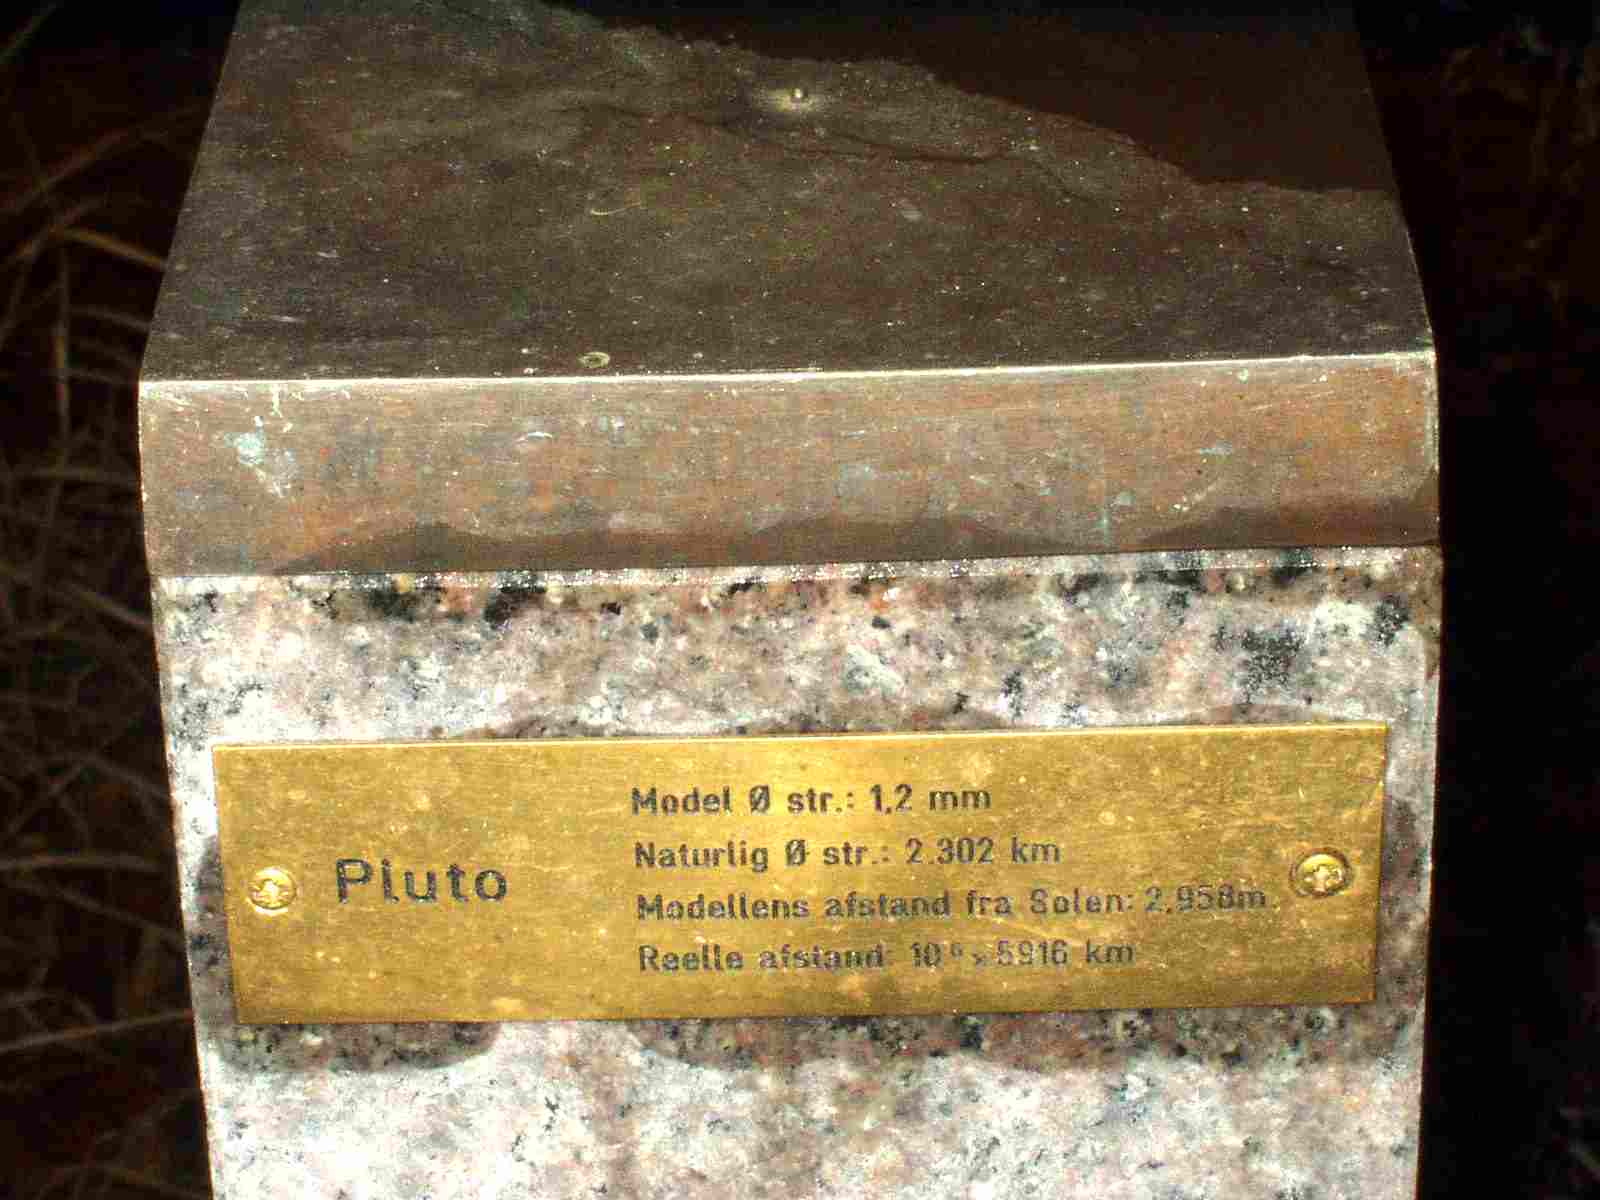 Pluto
Model Ø str.: 1,2 mm
Naturlig Ø str.: 2.302 km
Modellens afstand fra Solen: 2.958m
Reelle afstand: 10⁶ x 5916 km